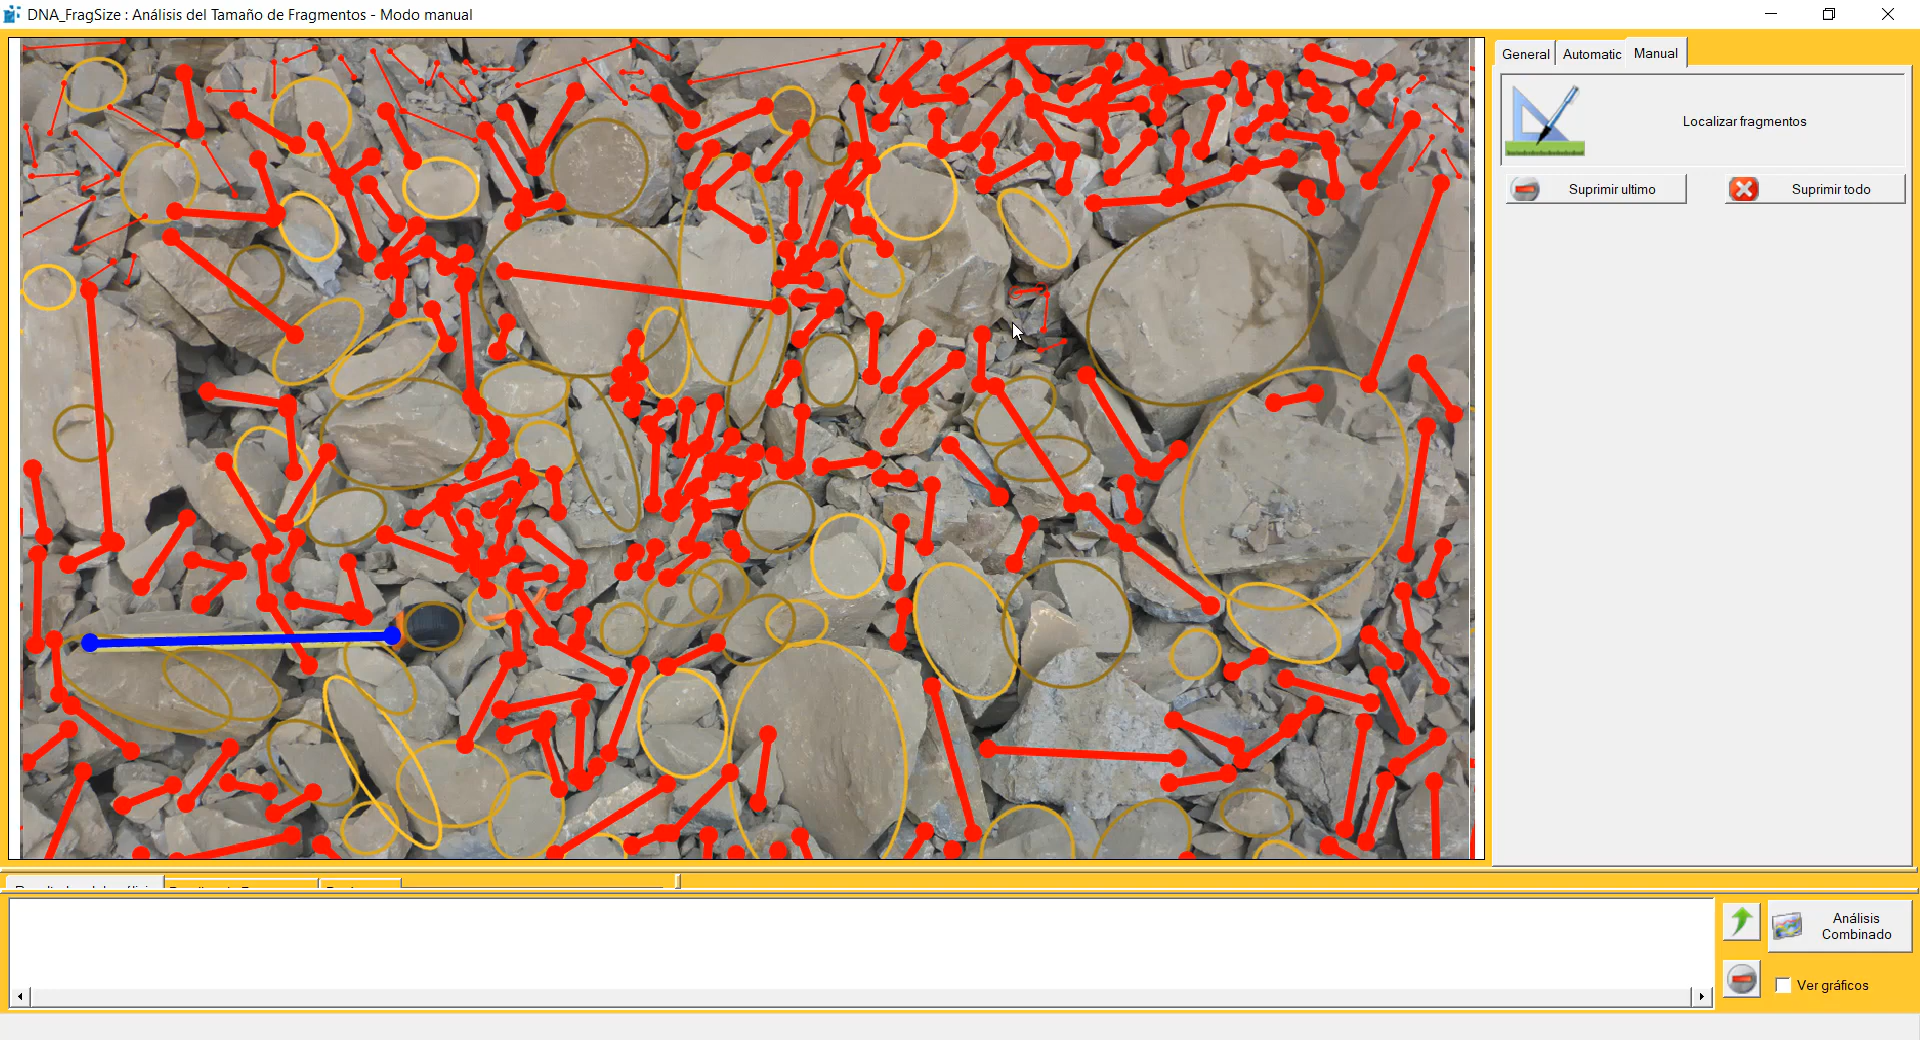 DNA_FragSize : Análisis del Tamaño de Fragmentos - Modo manual
General
Automatic
Manual
Localizar fragmentos
Suprimir ultimo
Suprimir todo
Análisis
Combinado
Ver gráficos